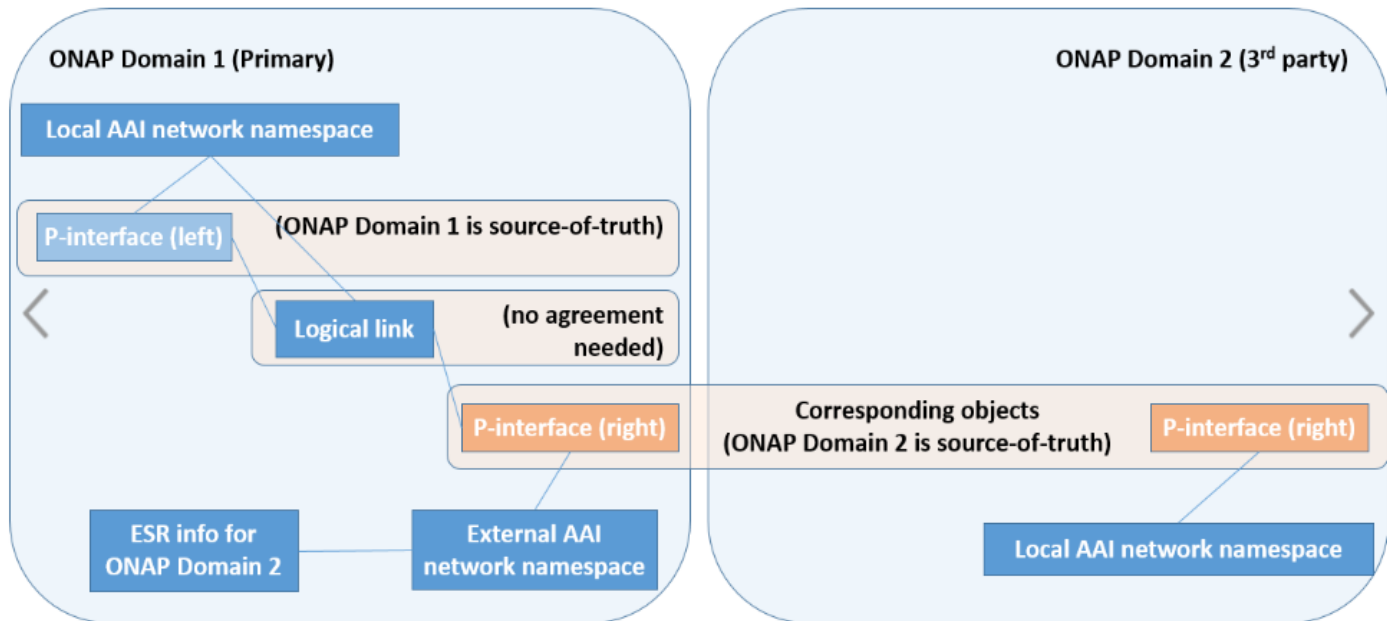 ONAP Domain 1 (Primary)
Local AAI network namespace
P-interface (left)
(ONAP Domain 1 is source-of-truth)
Logical link
(no agreement
needed)
P-interface (right)
ESR info for
ONAP Domain 2
External AAI
network namespace
ONAP Domain 2 (3rd party)
Corresponding objects
(ONAP Domain 2 is source-of-truth)
P-interface (right)
Local AAI network namespace